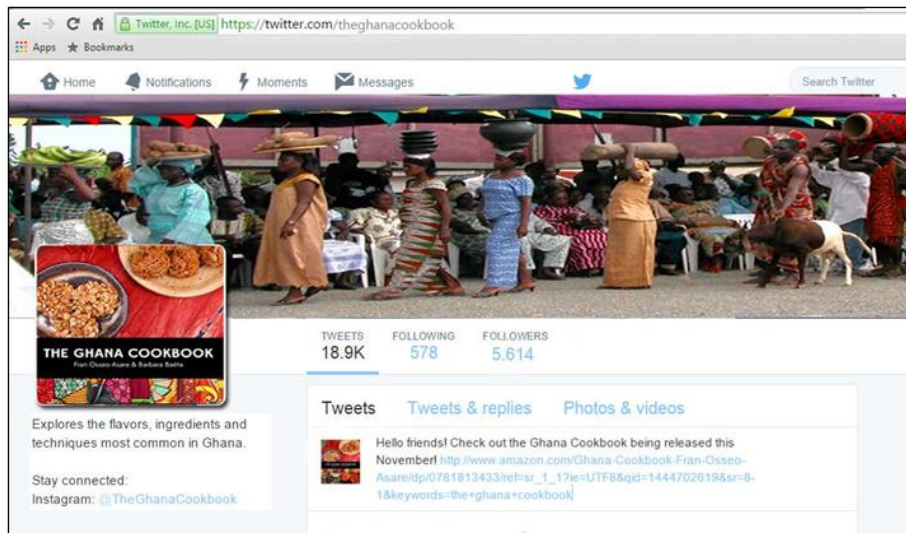 Twitter, Inc. [US] https://twitter.com/theghanacookbook
Apps Bookmarks
Home Notifications Moments Messages Search Twitter
THE GHANA COOKBOOK
Fran Osseo-Asare & Barbara Baëta
TWEETS FOLLOWING FOLLOWERS
18.9K 578 5,614
Explores the flavors, ingredients and
techniques most common in Ghana.
Stay connected:
Instagram: @TheGhanaCookbook
Tweets Tweets & replies Photos & videos
Hello friends! Check out the Ghana Cookbook being released this
November! http://www.amazon.com/Ghana-Cookbook-Fran-Osseo-
Asare/dp/0781813433/ref=sr_1_1?ie=UTF8&qid=1444702619&sr=8-
1&keywords=the+ghana+cookbook